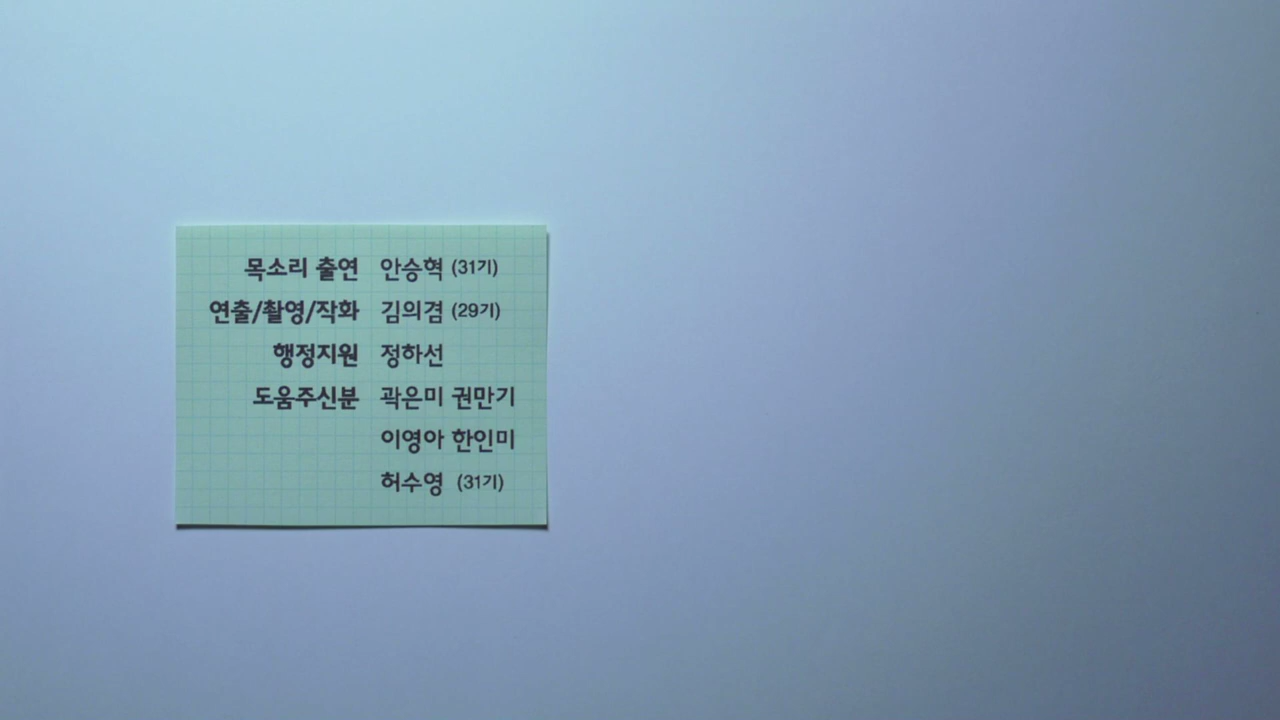 목소리 출연 안승혁 (31기)
연출/촬영/작화 김의겸 (29기)
행정지원 정하선
도움주신분 곽은미 권만기
이영아 한인미
허수영 (31기)